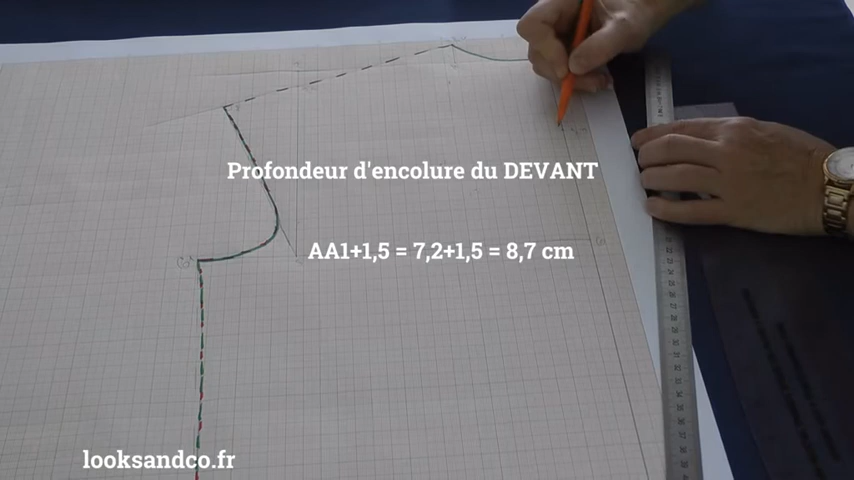 Profondeur d'encolure du DEVANT
AA1+1,5 = 7,2+1,5 = 8,7 cm
looksandco.fr